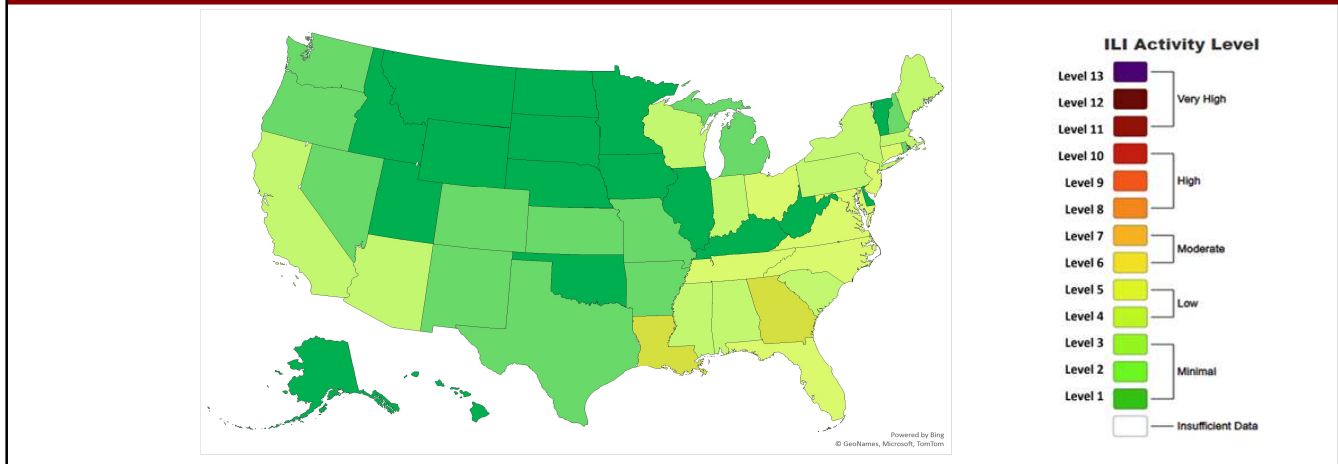 ILI Activity Level
Level 13
Level 12
Very High
Level 11
Level 10
Level 9
High
Level 8
Level 7
Moderate
Level 6
Level 5
Low
Level 4
Level 3
Level 2
Minimal
Level 1
Insufficient Data
Powered by Bing
© GeoNames, Microsoft, TomTom